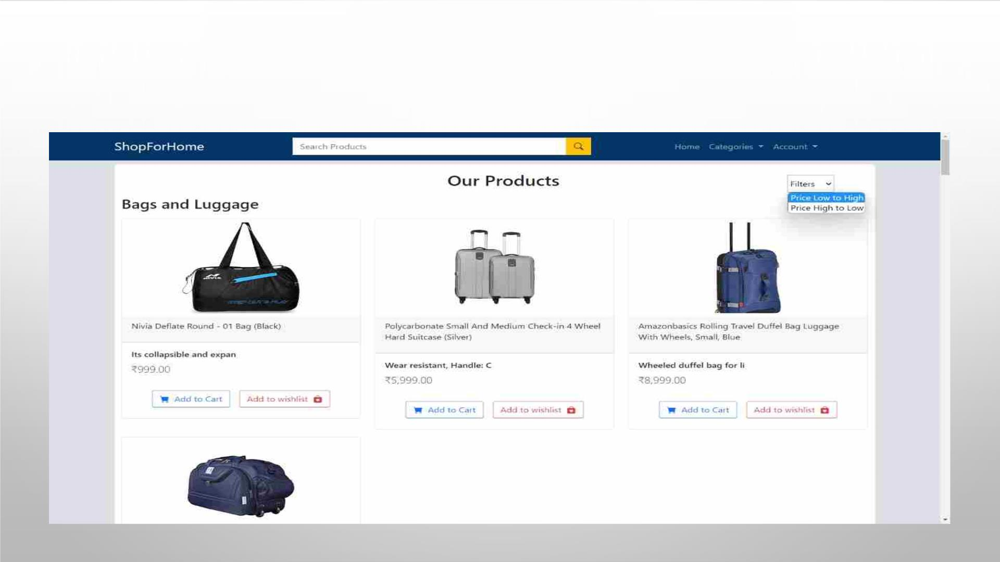 ShopForHome
Search Products
Home Categories Account
Our Products
Filters
Price Low to High
Price High to Low
Bags and Luggage
NIVIA
Nivia Deflate Round - 01 Bag (Black)
Its collapsible and expan
₹999.00
Add to Cart Add to wishlist
Polycarbonate Small And Medium Check-in 4 Wheel
Hard Suitcase (Silver)
Wear resistant, Handle: C
₹5,999.00
Add to Cart Add to wishlist
Amazonbasics Rolling Travel Duffel Bag Luggage
With Wheels, Small, Blue
Wheeled duffel bag for li
₹8,999.00
Add to Cart Add to wishlist